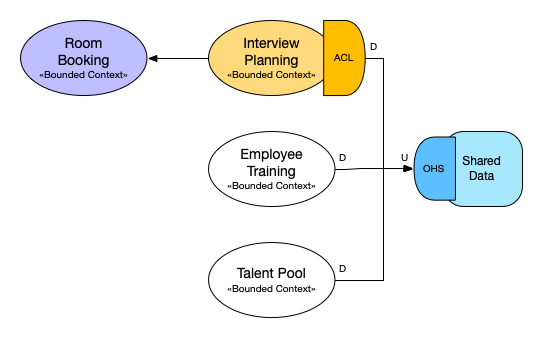 Room
Booking
«Bounded Context»
Interview
Planning
«Bounded Context»
ACL
D
Employee
Training
«Bounded Context»
D
U
OHS
Shared
Data
Talent Pool
«Bounded Context»
D